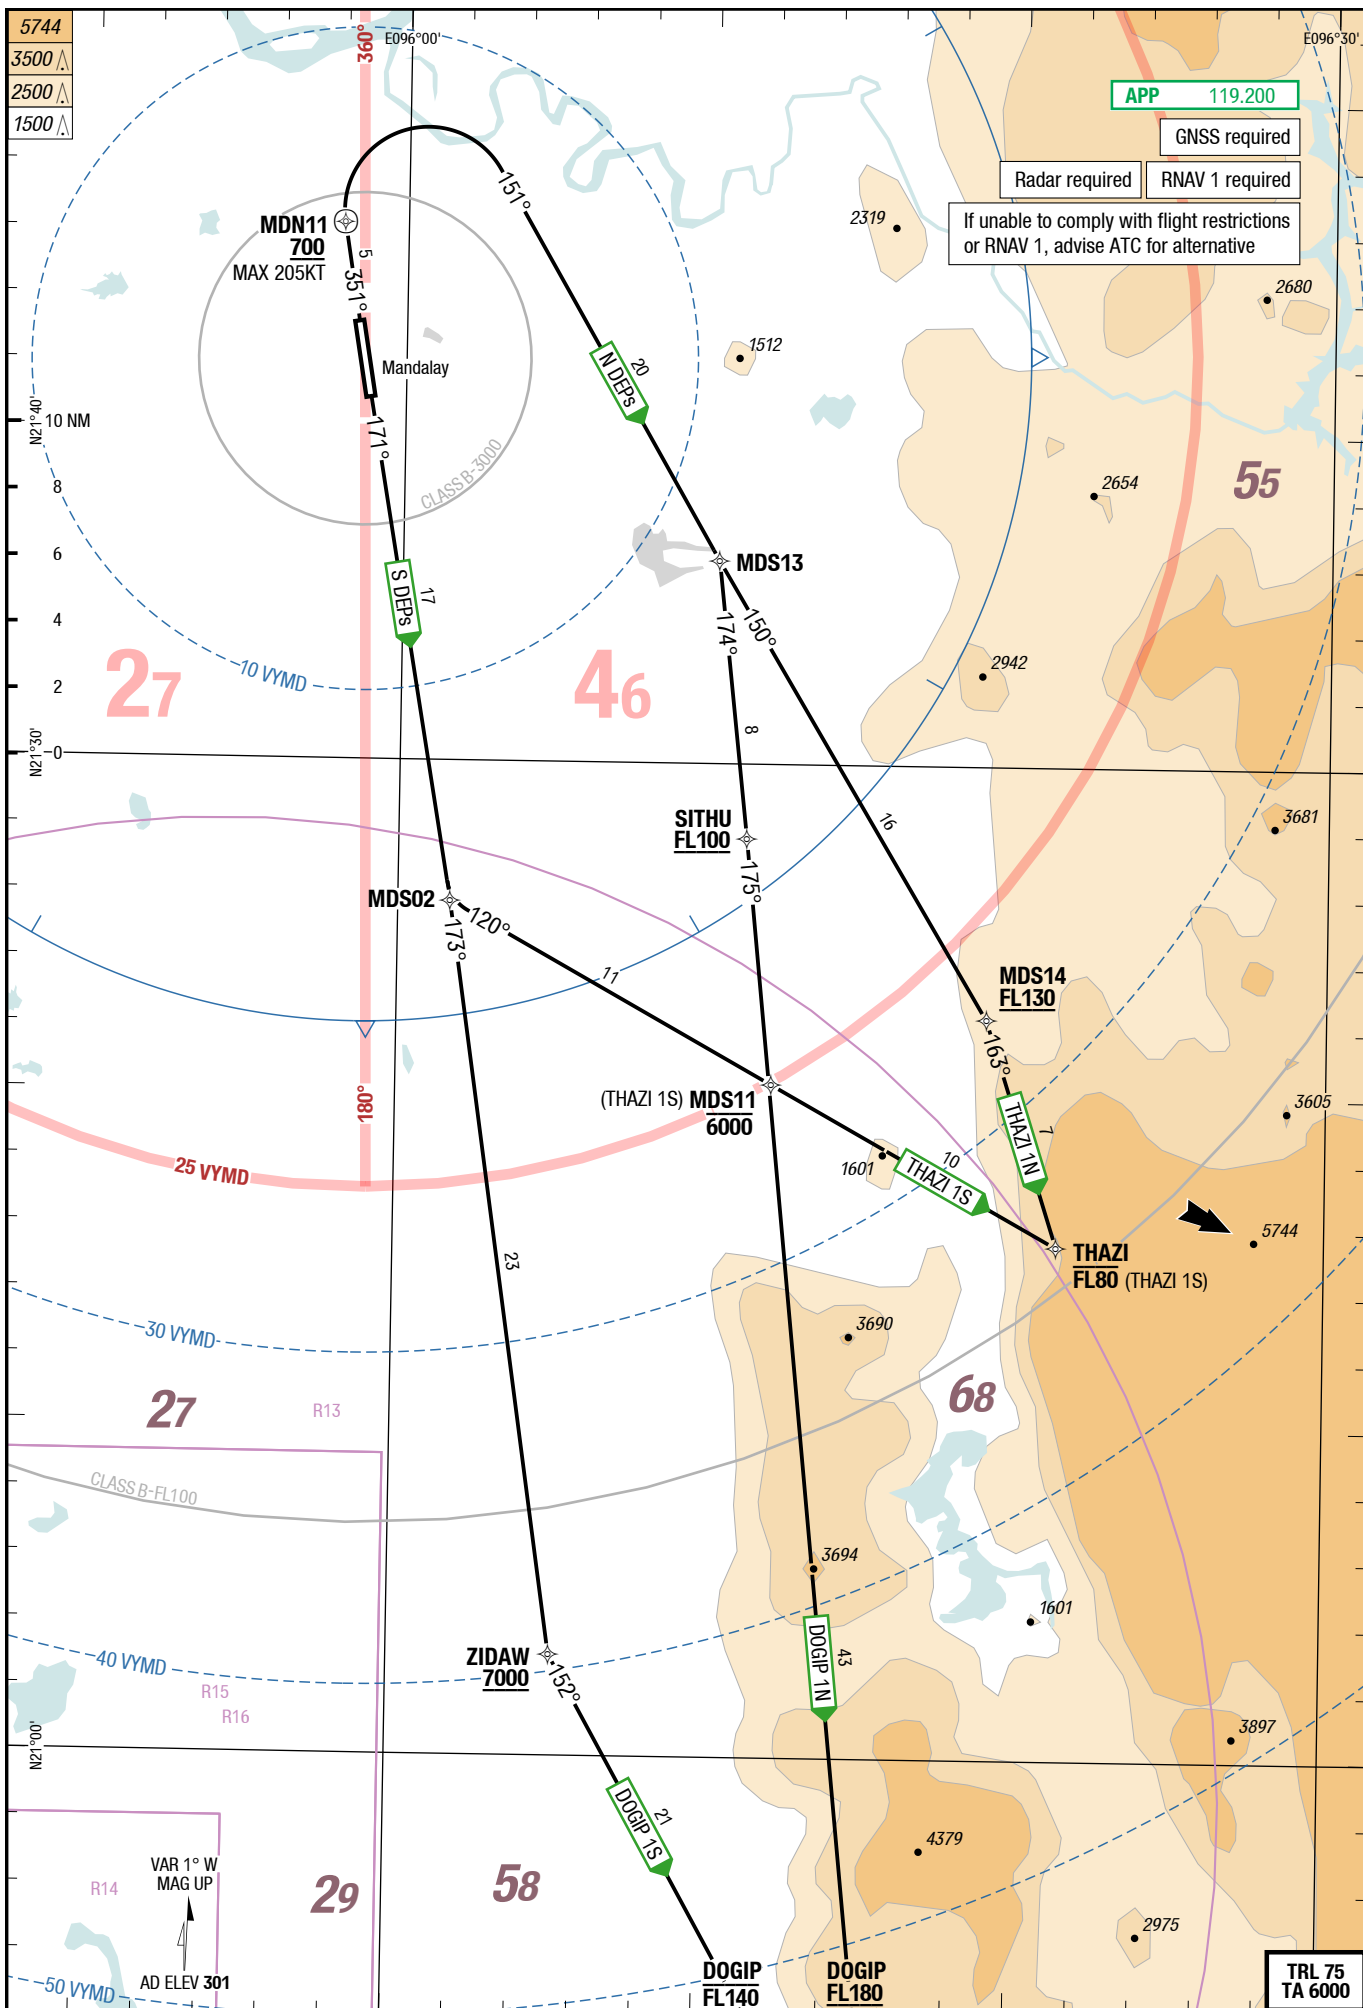 5744
3500
2500
1500
360°
E096°00'
E096°30'
APP 119.200
GNSS required
Radar required
RNAV 1 required
If unable to comply with flight restrictions
or RNAV 1, advise ATC for alternative
151°
MDN11
700
MAX 205KT
5
351°
2319
2680
1512
N DEPs
20
Mandalay
N21°40'
10 NM
171°
CLASS B-3000
8
6
4
2
0
2654
55
MDS13
S DEPs
17
174°
150°
27
10 VYMD
46
2942
8
N21°30'
16
3681
SITHU
FL100
175°
MDS02
120°
173°
11
MDS14
FL130
163°
180°
(THAZI 1S) MDS11
6000
THAZI 1N
7
3605
25 VYMD
1601
THAZI 1S
10
5744
23
THAZI
FL80 (THAZI 1S)
30 VYMD
3690
27
R13
68
CLASS B-FL100
3694
1601
DOGIP 1N
43
40 VYMD
ZIDAW
7000
152°
R15
R16
N21°00'
3897
DOGIP 1S
21
4379
VAR 1° W
MAG UP
R14
29
58
2975
AD ELEV 301
50 VYMD
DOGIP
FL140
DOGIP
FL180
TRL 75
TA 6000